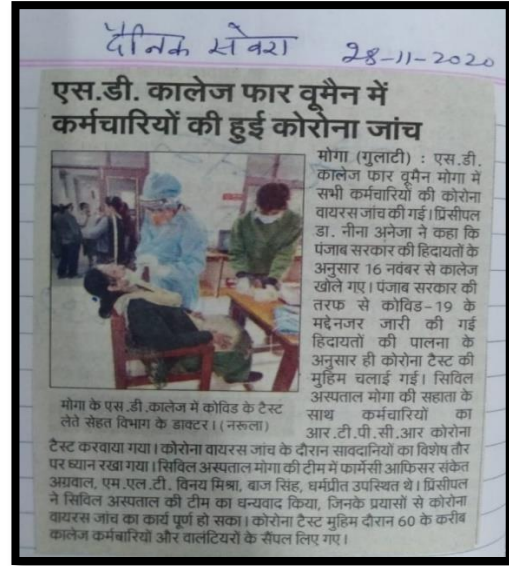 दैनिक सवेरा 28-11-2020
एस.डी. कालेज फार वूमैन में
कर्मचारियों की हुई कोरोना जांच
मोगा (गुलाटी) : एस.डी.
कालेज फार वूमैन मोगा में
सभी कर्मचारियों की कोरोना
वायरस जांच की गई। प्रिंसीपल
डा. नीना अनेजा ने कहा कि
पंजाब सरकार की हिदायतों के
अनुसार 16 नवंबर से कालेज
खोले गए। पंजाब सरकार की
तरफ से कोविड-19 के
मद्देनजर जारी की गई
हिदायतों की पालना के
अनुसार ही कोरोना टैस्ट की
मुहिम चलाई गई। सिविल
अस्पताल मोगा की सहाता के
साथ कर्मचारियों का
आर.टी.पी.सी.आर कोरोना
मोगा के एस.डी.कालेज में कोविड के टैस्ट
लेते सेहत विभाग के डाक्टर। (नरूला)
टैस्ट करवाया गया। कोरोना वायरस जांच के दौरान सावदानियों का विशेष तौर
पर ध्यान रखा गया। सिविल अस्पताल मोगा की टीम में फार्मेसी आफिसर संकेत
अग्रवाल, एम.एल.टी. विनय मिश्रा, बाज सिंह, धर्मप्रीत उपस्थित थे। प्रिंसीपल
ने सिविल अस्पताल की टीम का धन्यवाद किया, जिनके प्रयासों से कोरोना
वायरस जांच का कार्य पूर्ण हो सका। कोरोना टैस्ट मुहिम दौरान 60 के करीब
कालेज कर्मचारियों और वालंटियरों के सैंपल लिए गए।